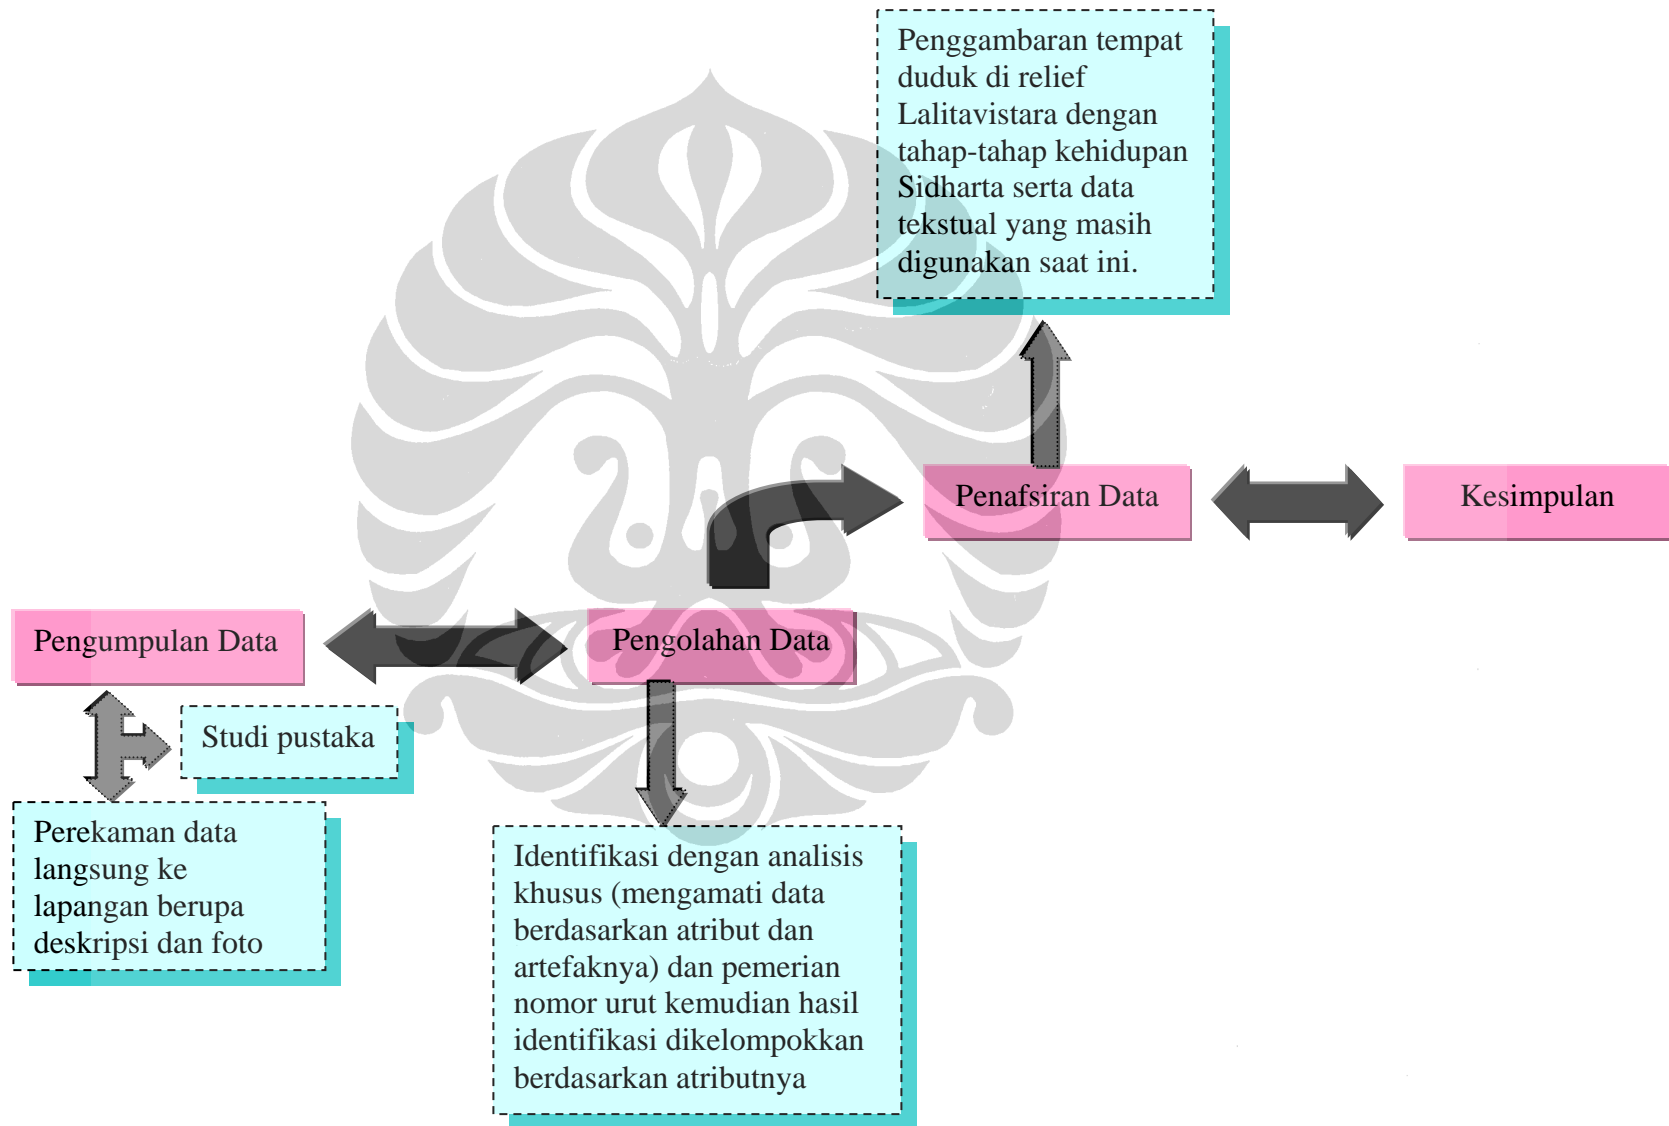 Penggambaran tempat
duduk di relief
Lalitavistara dengan
tahap-tahap kehidupan
Sidharta serta data
tekstual yang masih
digunakan saat ini.
Penafsiran Data
Kesimpulan
Pengumpulan Data
Pengolahan Data
Studi pustaka
Perekaman data
langsung ke
lapangan berupa
deskripsi dan foto
Identifikasi dengan analisis
khusus (mengamati data
berdasarkan atribut dan
artefaknya) dan pemerian
nomor urut kemudian hasil
identifikasi dikelompokkan
berdasarkan atributnya